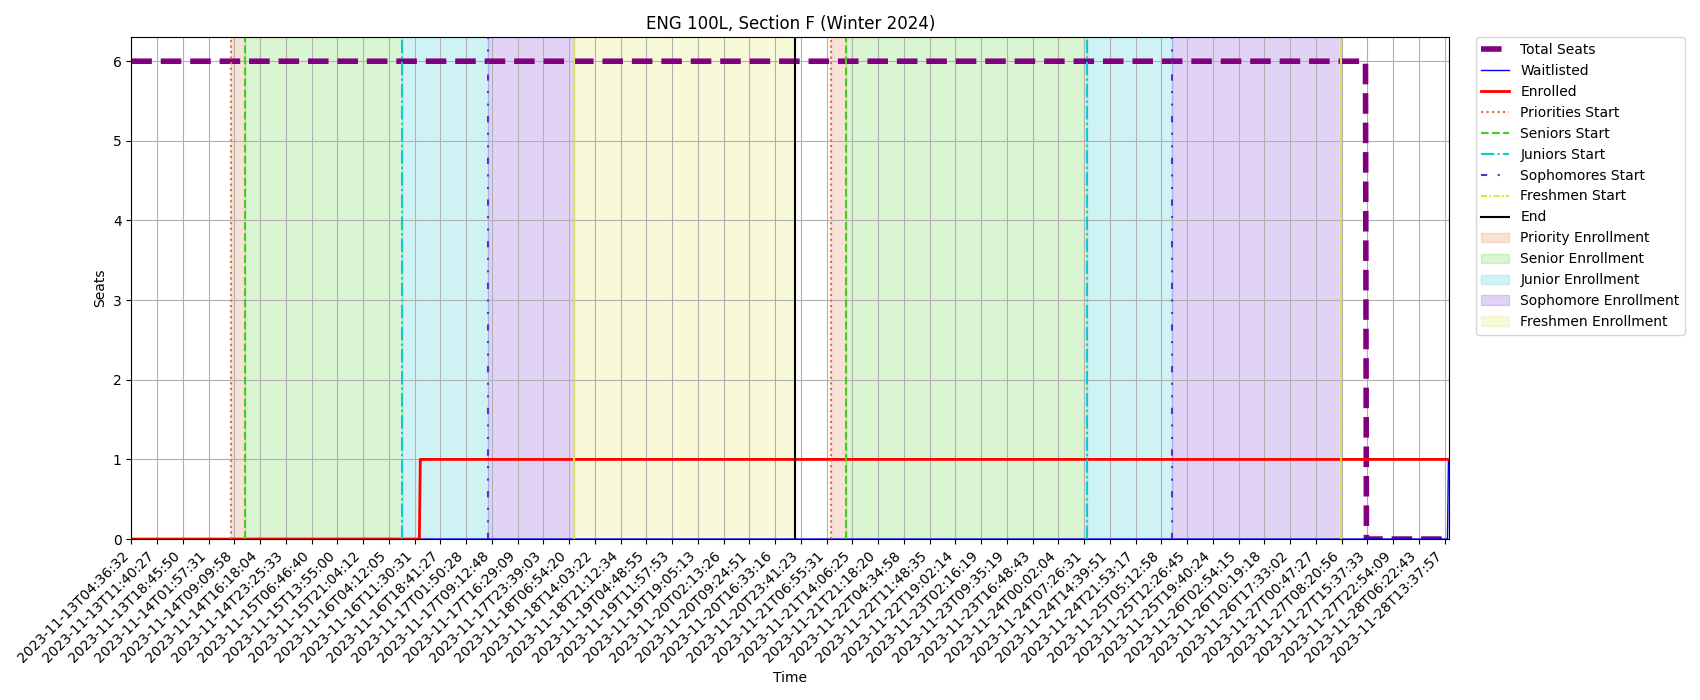 ENG 100L, Section F (Winter 2024)
Seats
6
5
4
3
2
1
0
2023-11-13T04:36:32
2023-11-13T11:40:27
2023-11-13T18:45:50
2023-11-14T01:57:31
2023-11-14T09:09:58
2023-11-14T16:18:04
2023-11-14T23:25:33
2023-11-15T06:46:40
2023-11-15T13:55:00
2023-11-15T21:04:12
2023-11-16T04:12:05
2023-11-16T11:30:31
2023-11-16T18:41:27
2023-11-17T01:50:28
2023-11-17T09:12:48
2023-11-17T16:29:09
2023-11-17T23:39:03
2023-11-18T06:54:20
2023-11-18T14:03:22
2023-11-18T21:12:34
2023-11-19T04:48:55
2023-11-19T11:57:53
2023-11-19T19:05:13
2023-11-20T02:13:26
2023-11-20T09:24:51
2023-11-20T16:33:16
2023-11-20T23:41:23
2023-11-21T06:55:31
2023-11-21T14:06:25
2023-11-21T21:18:20
2023-11-22T04:34:58
2023-11-22T11:48:35
2023-11-22T19:02:14
2023-11-23T02:16:19
2023-11-23T09:35:19
2023-11-23T16:48:43
2023-11-24T00:02:04
2023-11-24T07:26:31
2023-11-24T14:39:51
2023-11-24T21:53:17
2023-11-25T05:12:58
2023-11-25T12:26:45
2023-11-25T19:40:24
2023-11-26T02:54:15
2023-11-26T10:19:18
2023-11-26T17:33:02
2023-11-27T00:47:27
2023-11-27T08:20:56
2023-11-27T15:37:33
2023-11-27T22:54:09
2023-11-28T06:22:43
2023-11-28T13:37:57
Time
Total Seats
Waitlisted
Enrolled
Priorities Start
Seniors Start
Juniors Start
Sophomores Start
Freshmen Start
End
Priority Enrollment
Senior Enrollment
Junior Enrollment
Sophomore Enrollment
Freshmen Enrollment